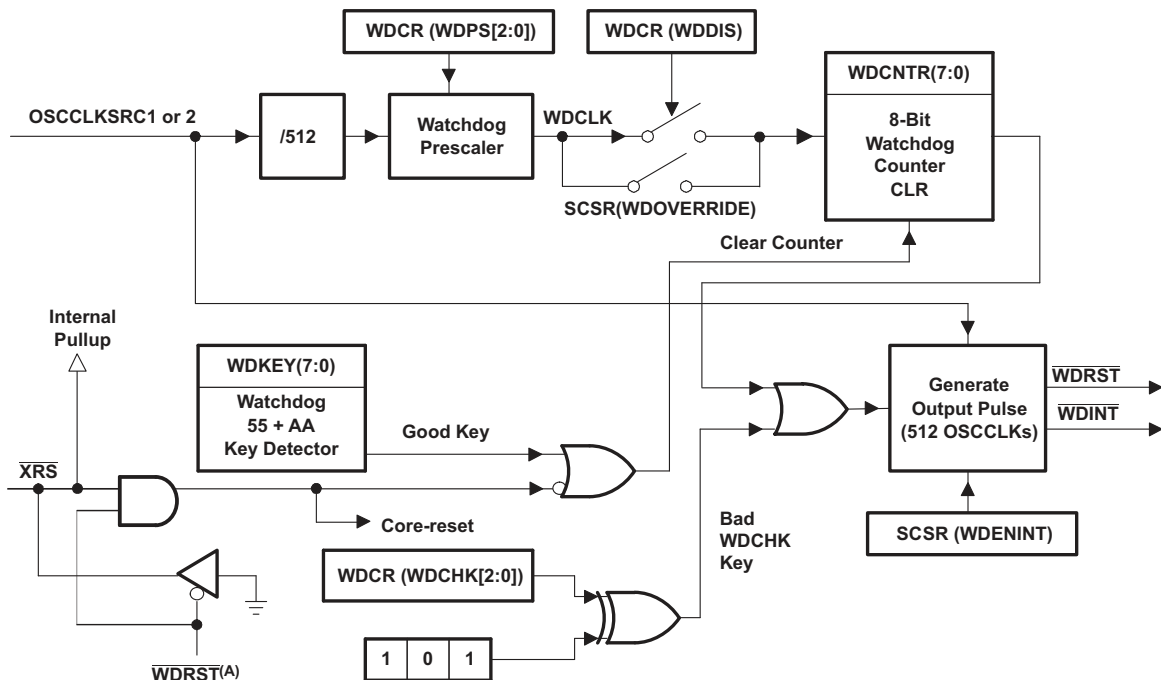 WDCR (WDPS[2:0])
WDCR (WDDIS)
WDCNTR(7:0)
OSCCLKSRC1 or 2
/512
Watchdog
Prescaler
WDCLK
8-Bit
Watchdog
Counter
CLR
SCSR(WDOVERRIDE)
Clear Counter
Internal
Pullup
WDKEY(7:0)
Watchdog
55 + AA
Key Detector
Good Key
Generate
Output Pulse
(512 OSCCLKs)
WDRST
WDINT
XRS
Core-reset
Bad
WDCHK
Key
SCSR (WDENINT)
WDCR (WDCHK[2:0])
1 0 1
WDRST(A)